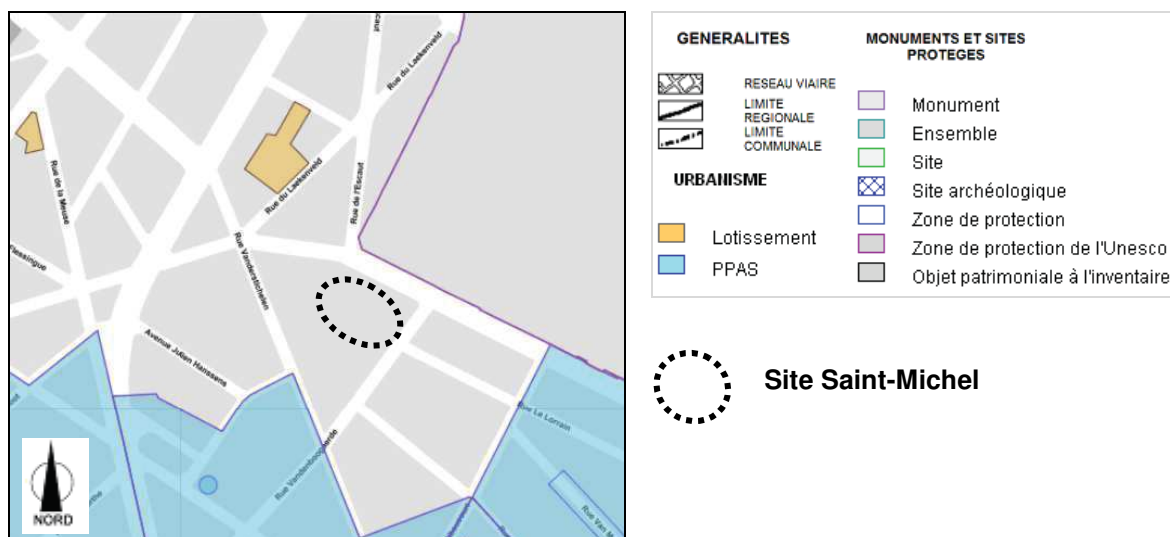 Rue du Laekenveld
Rue de la Meuse
Rue du Laekenveld
Rue de l'Escaut
Rue Vanderstichelen
Avenue Julien Hanssens
Rue Vandenboogaerde
Rue Le Lorrain
NORD
GENERALITES
RESEAU VIAIRE
LIMITE
REGIONALE
LIMITE
COMMUNALE
URBANISME
Lotissement
PPAS
MONUMENTS ET SITES
PROTEGES
Monument
Ensemble
Site
Site archéologique
Zone de protection
Zone de protection de l'Unesco
Objet patrimoniale à l'inventaire
Site Saint-Michel